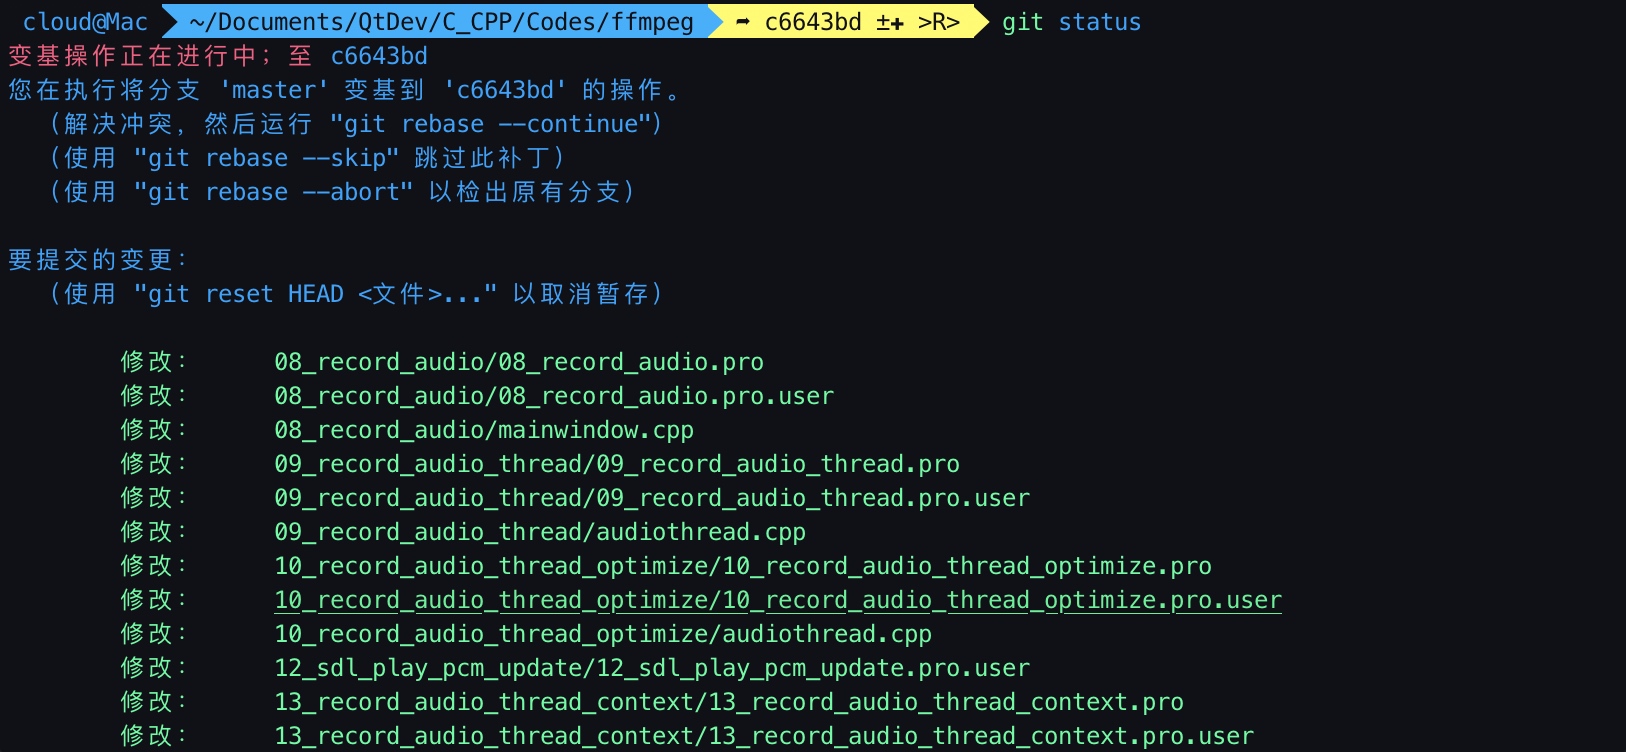 cloud@Mac ~/Documents/QtDev/C_CPP/Codes/ffmpeg ➦ c6643bd ±✚ >R> git status
变基操作正在进行中；至 c6643bd
您在执行将分支 'master' 变基到 'c6643bd' 的操作。
（解决冲突，然后运行 "git rebase --continue"）
（使用 "git rebase --skip" 跳过此补丁）
（使用 "git rebase --abort" 以检出原有分支）
要提交的变更：
（使用 "git reset HEAD <文件>..." 以取消暂存）
修改： 08_record_audio/08_record_audio.pro
修改： 08_record_audio/08_record_audio.pro.user
修改： 08_record_audio/mainwindow.cpp
修改： 09_record_audio_thread/09_record_audio_thread.pro
修改： 09_record_audio_thread/09_record_audio_thread.pro.user
修改： 09_record_audio_thread/audiothread.cpp
修改： 10_record_audio_thread_optimize/10_record_audio_thread_optimize.pro
修改： 10_record_audio_thread_optimize/10_record_audio_thread_optimize.pro.user
修改： 10_record_audio_thread_optimize/audiothread.cpp
修改： 12_sdl_play_pcm_update/12_sdl_play_pcm_update.pro.user
修改： 13_record_audio_thread_context/13_record_audio_thread_context.pro
修改： 13_record_audio_thread_context/13_record_audio_thread_context.pro.user